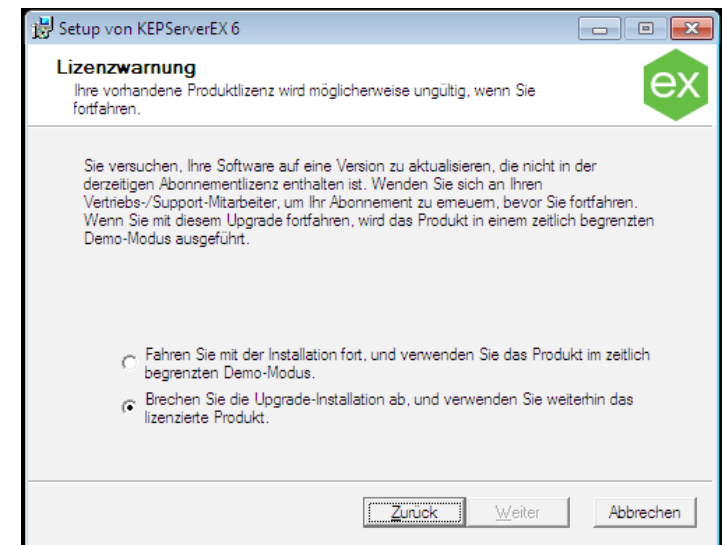 Setup von KEPServerEX 6
Lizenzwarnung
Ihre vorhandene Produktlizenz wird möglicherweise ungültig, wenn Sie
fortfahren.
ex
Sie versuchen, Ihre Software auf eine Version zu aktualisieren, die nicht in der
derzeitigen Abonnementlizenz enthalten ist. Wenden Sie sich an Ihren
Vertriebs-/Support-Mitarbeiter, um Ihr Abonnement zu erneuern, bevor Sie fortfahren.
Wenn Sie mit diesem Upgrade fortfahren, wird das Produkt in einem zeitlich begrenzten
Demo-Modus ausgeführt.
Fahren Sie mit der Installation fort, und verwenden Sie das Produkt im zeitlich
begrenzten Demo-Modus.
Brechen Sie die Upgrade-Installation ab, und verwenden Sie weiterhin das
lizenzierte Produkt.
Zurück
Weiter
Abbrechen